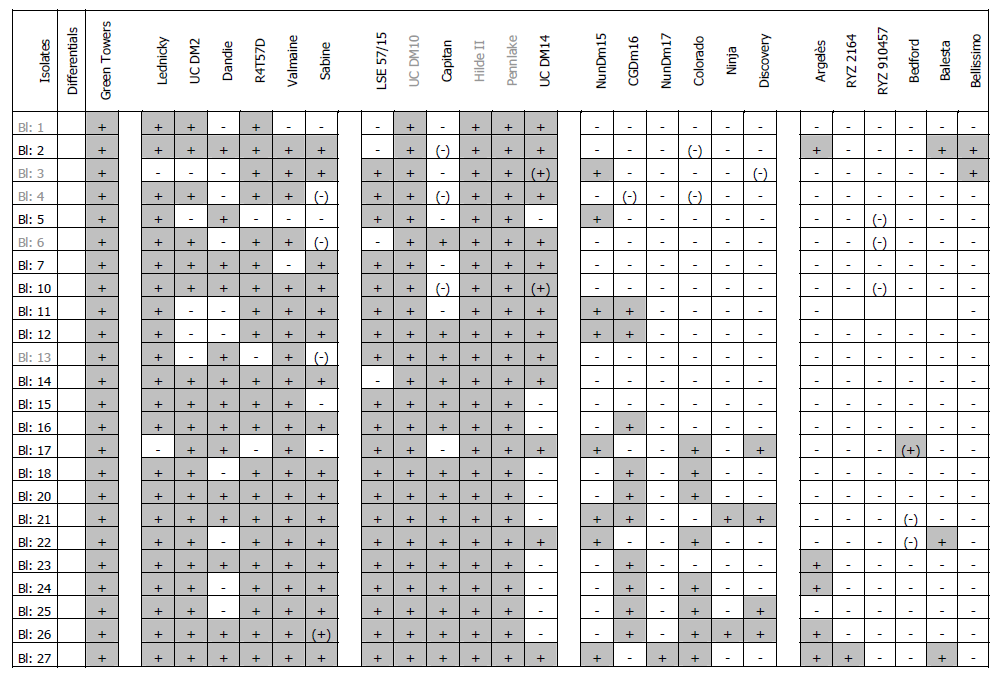 Isolates Differentials Green Towers Lednicky UC DM2 Dandie R4T57D Valmaine Sabine LSE 57/15 UC DM10 Capitan Hilde II Pennlake UC DM14 NunDm15 CGDm16 NunDm17 Colorado Ninja Discovery Argelès RYZ 2164 RYZ 910457 Bedford Balesta Bellissimo
Bl: 1 + + + - + - - - + - + + + - - - - - - - - - - - -
Bl: 2 + + + + + + + - + (-) + + + - - - (-) - - + - - - + +
Bl: 3 + - - - + + + + + - + + (+) + - - - - (-) - - - - - +
Bl: 4 + + + - + + (-) + + (-) + + + - (-) - (-) - - - - - - - -
Bl: 5 + + - + - - - + + - + + - + - - - - - - - (-) - - -
Bl: 6 + + + - + + (-) - + + + + + - - - - - - - - (-) - - -
Bl: 7 + + + + + - + + + - + + + - - - - - - - - - - - -
Bl: 10 + + + + + + + + + (-) + + (+) - - - - - - - - (-) - - -
Bl: 11 + + - - + + + + + - + + + + + - - - - - -
Bl: 12 + + - - + + + + + + + + + + + - - - - - - - - - -
Bl: 13 + + - + - + (-) + + + + + + - - - - - - - - - - - -
Bl: 14 + + + + + + + - + + + + + - - - - - - - - - - - -
Bl: 15 + + + + + + - + + + + + - - - - - - - - - - - - -
Bl: 16 + + + + + + + + + + + + - - + - - - - - - - - - -
Bl: 17 + - + + - + - + + - + + + + - - + - + - - - (+) - -
Bl: 18 + + + - + + + + + + + + - - + - + - - - - - - - -
Bl: 20 + + + + + + + + + + + + - - + - + - - - - - - - -
Bl: 21 + + + + + + + + + + + + - + + - - + + - - - (-) - -
Bl: 22 + + + - + + + + + + + + + + - - + - - - - - (-) + -
Bl: 23 + + + + + + + + + + + + - - + - - - - + - - - - -
Bl: 24 + + + - + + + + + + + + - - + - + - - + - - - - -
Bl: 25 + + + - + + + + + + + + - - + - + - + - - - - - -
Bl: 26 + + + + + + (+) + + + + + - - + - + + + + - - - - -
Bl: 27 + + + + + + + + + + + + + + - + + - - + + - - + -